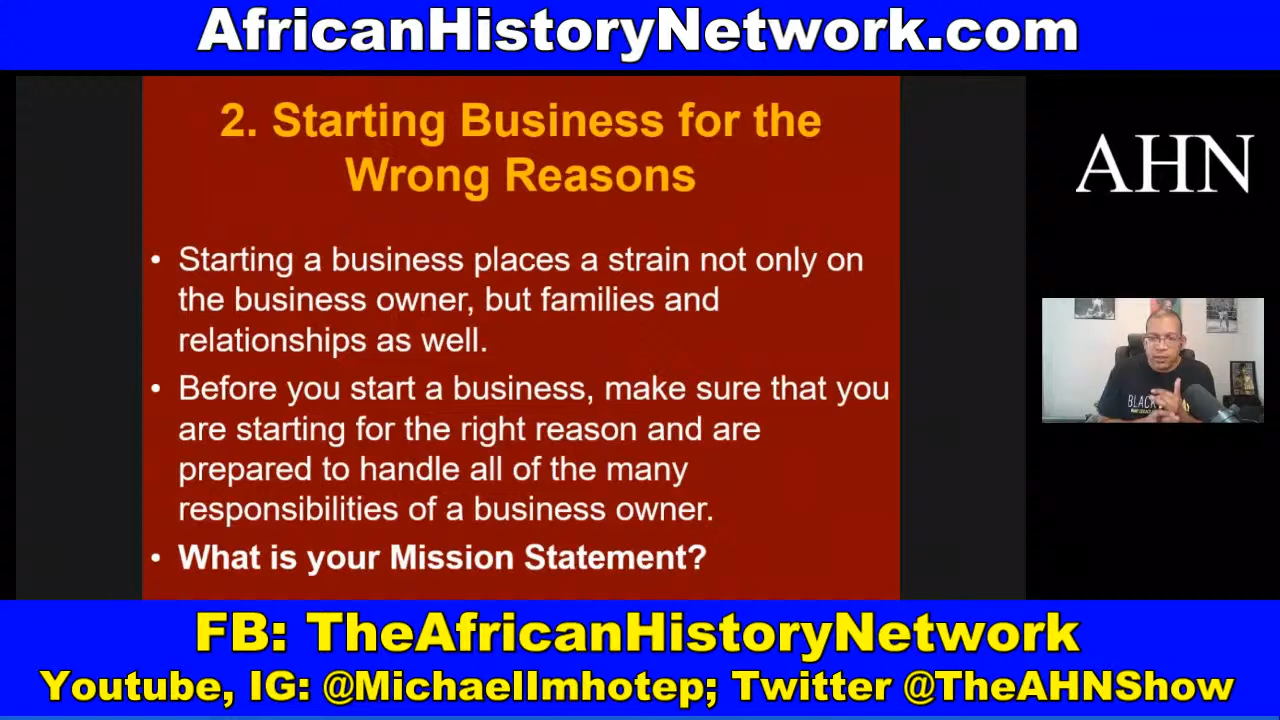 AfricanHistoryNetwork.com
2. Starting Business for the
Wrong Reasons
• Starting a business places a strain not only on
the business owner, but families and
relationships as well.
• Before you start a business, make sure that you
are starting for the right reason and are
prepared to handle all of the many
responsibilities of a business owner.
• What is your Mission Statement?
AHN
BLACK
FB: TheAfricanHistoryNetwork
Youtube, IG: @MichaelImhotep; Twitter @TheAHNShow